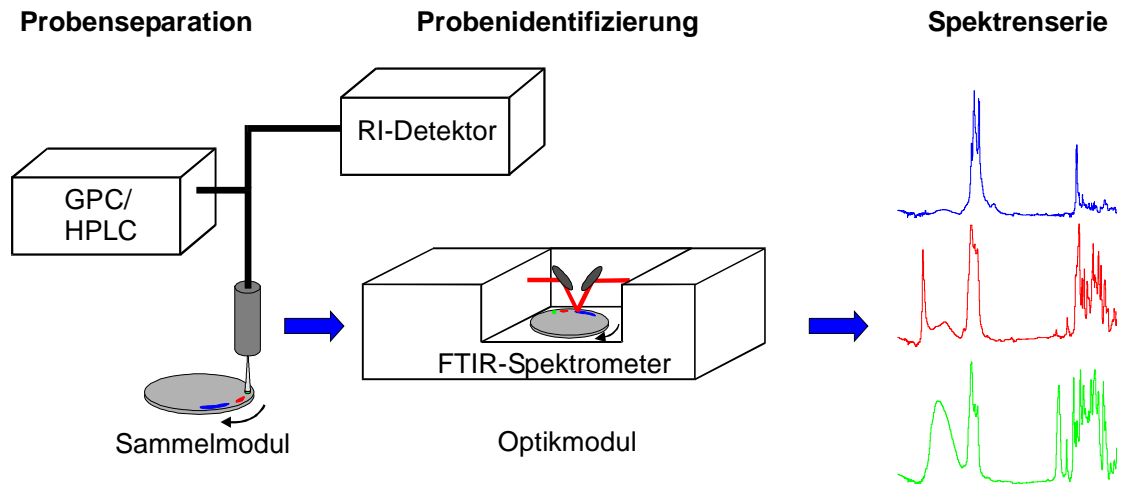 Probenseparation
Probenidentifizierung
Spektrenserie
RI-Detektor
GPC/
HPLC
FTIR-Spektrometer
Sammelmodul
Optikmodul